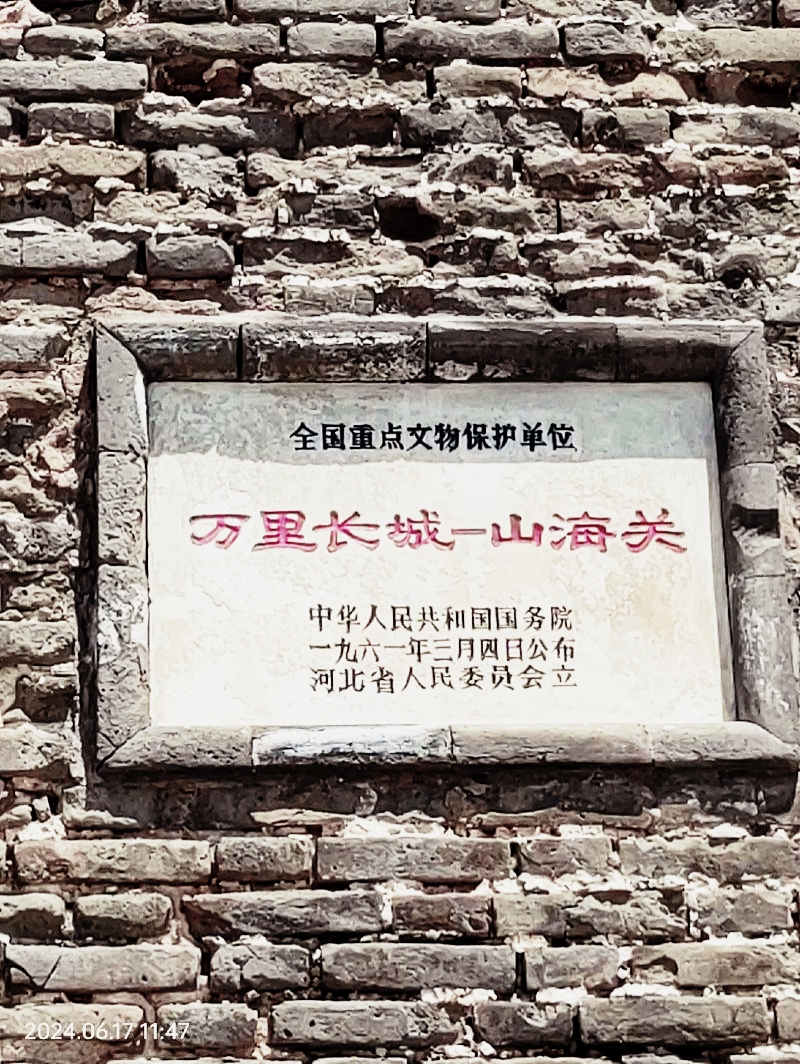 全国重点文物保护单位
万里长城–山海关
中华人民共和国国务院
一九六一年三月四日公布
河北省人民委员会立
2024.06.17 11:47